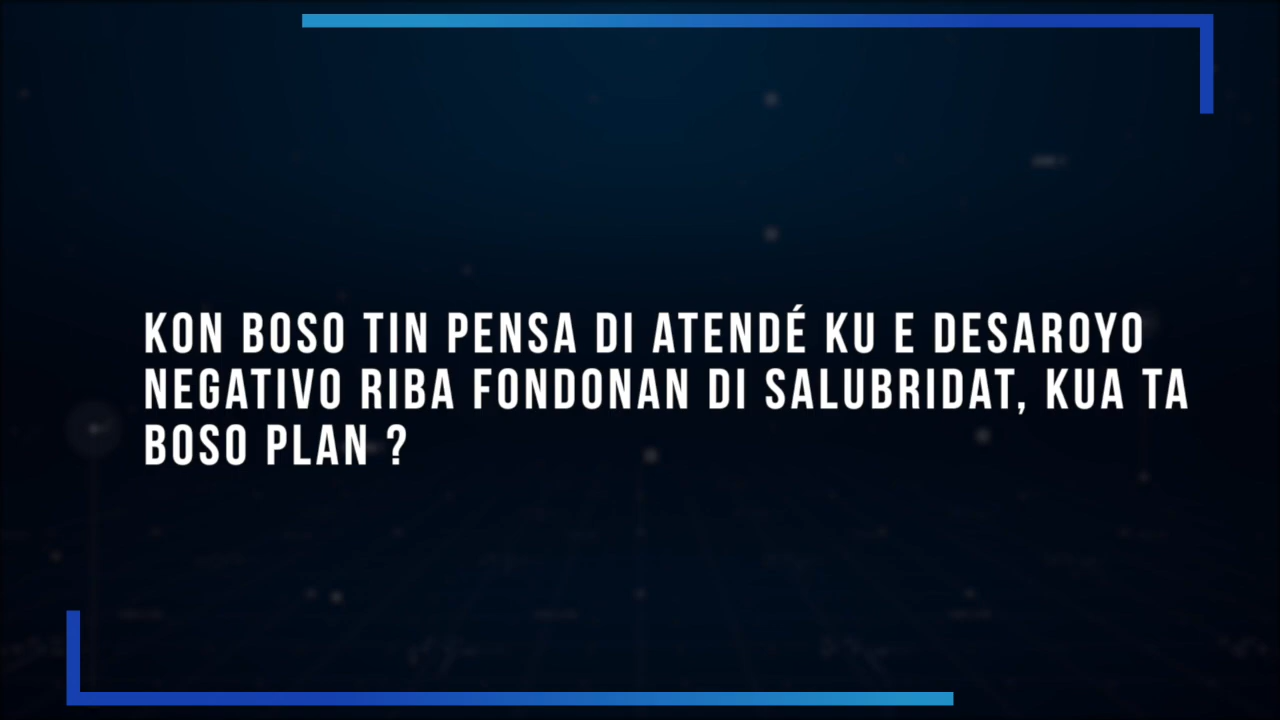 KON BOSO TIN PENSA DI ATENDÉ KU E DESAROYO
NEGATIVO RIBA FONDONAN DI SALUBRIDAT, KUA TA
BOSO PLAN ?